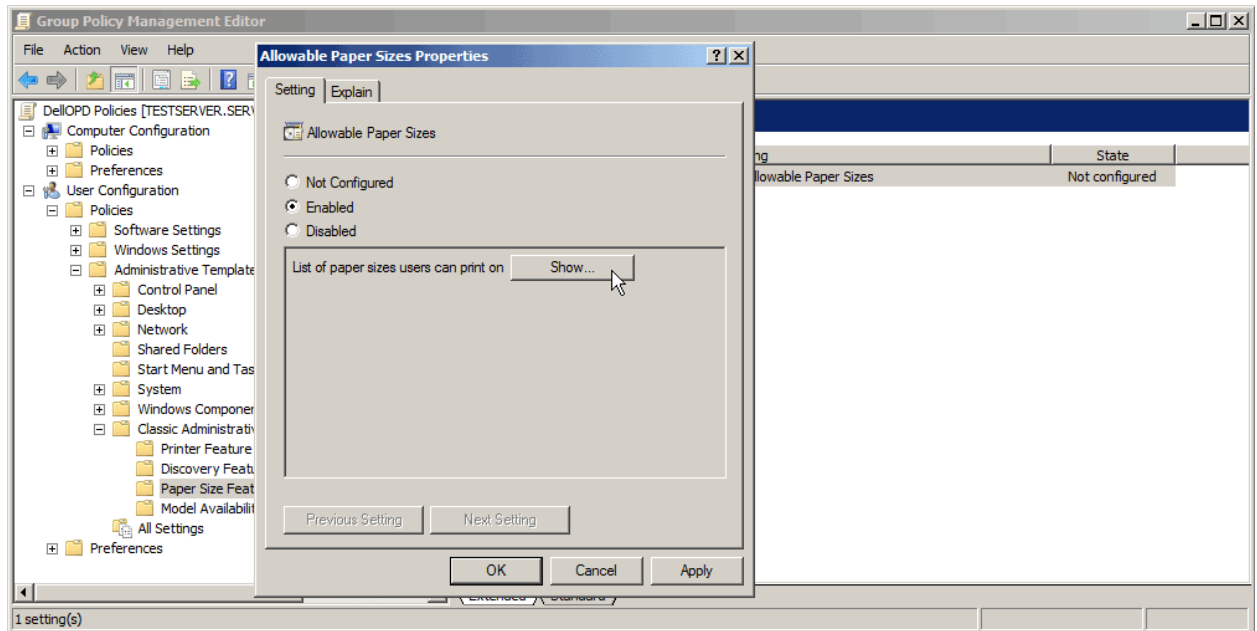 Group Policy Management Editor
File Action View Help
DellOPD Policies [TESTSERVER.SER
Computer Configuration
Policies
Preferences
User Configuration
Policies
Software Settings
Windows Settings
Administrative Template
Control Panel
Desktop
Network
Shared Folders
Start Menu and Tas
System
Windows Componen
Classic Administrativ
Printer Feature
Discovery Featu
Paper Size Feat
Model Availabilit
All Settings
Preferences
Allowable Paper Sizes Properties
Setting Explain
Allowable Paper Sizes
Not Configured
Enabled
Disabled
List of paper sizes users can print on Show...
Previous Setting Next Setting
OK Cancel Apply
ng State
llowable Paper Sizes Not configured
Extended Standard
1 setting(s)